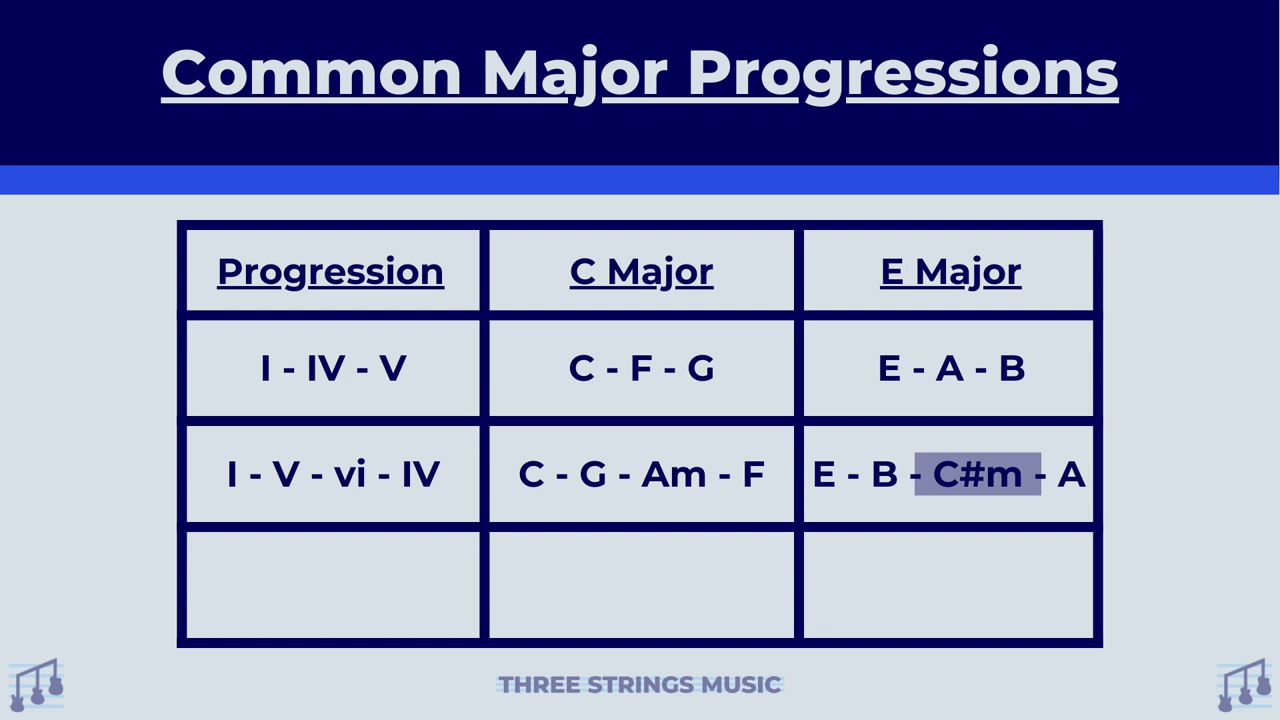 Common Major Progressions
Progression C Major E Major
I - IV - V C - F - G E - A - B
I - V - vi - IV C - G - Am - F E - B - C#m - A
THREE STRINGS MUSIC